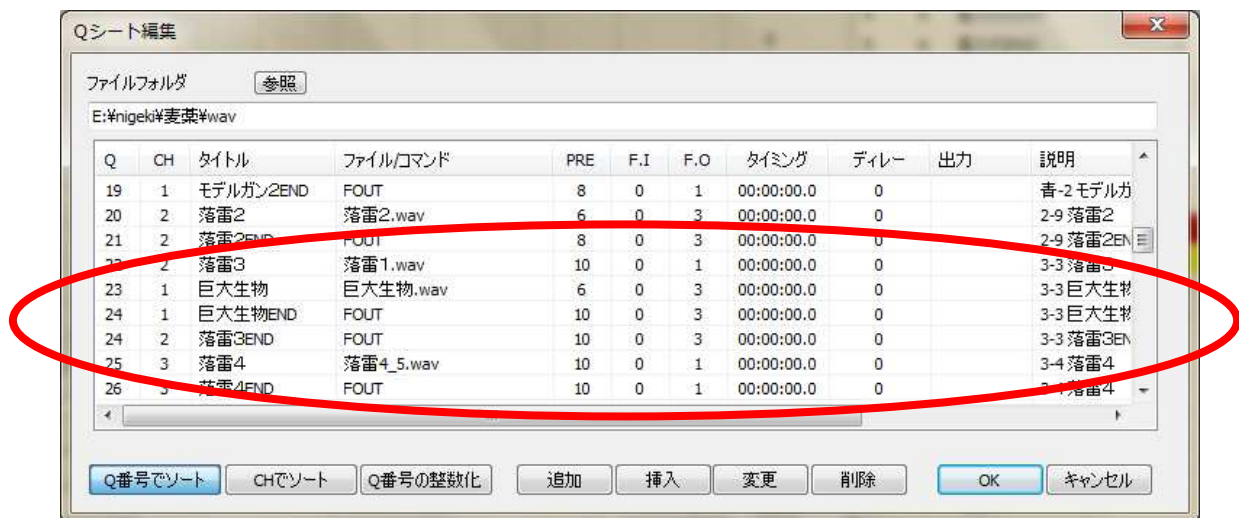 Qシート編集
ファイルフォルダ 参照
E:¥nigeki¥麦藁¥wav
Q CH タイトル ファイル/コマンド PRE F.I F.O タイミング ディレー 出力 説明
19 1 モデルガン2END FOUT 8 0 1 00:00:00.0 0 青-2 モデルガ
20 2 落雷2 落雷2.wav 6 0 3 00:00:00.0 0 2-9 落雷2
21 2 落雷2END FOUT 8 0 3 00:00:00.0 0 2-9 落雷2EN
2 落雷3 落雷1.wav 10 0 1 00:00:00.0 0 3-3 落雷3
23 1 巨大生物 巨大生物.wav 6 0 3 00:00:00.0 0 3-3 巨大生物
24 1 巨大生物END FOUT 10 0 3 00:00:00.0 0 3-3 巨大生物
24 2 落雷3END FOUT 10 0 3 00:00:00.0 0 3-3 落雷3EN
25 3 落雷4 落雷4_5.wav 10 0 1 00:00:00.0 0 3-4 落雷4
26 3 落雷4END FOUT 10 0 1 00:00:00.0 0 落雷4
Q番号でソート CHでソート Q番号の整数化 追加 挿入 変更 削除 OK キャンセル